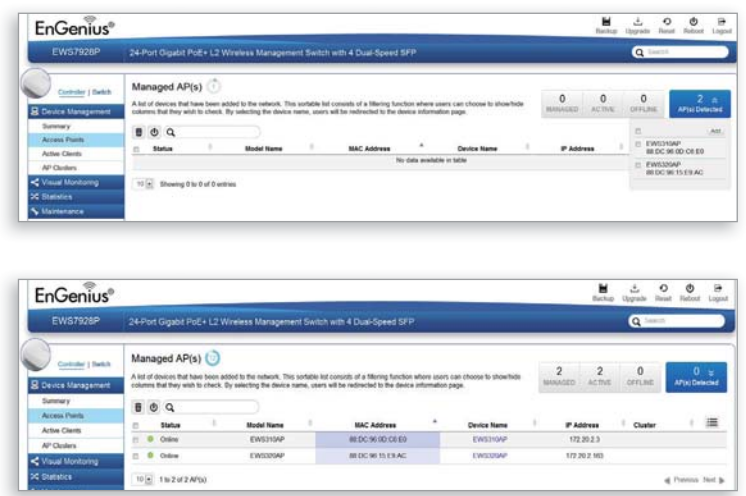 EnGenius®
Backup Upgrade Reset Reboot Logout
EWS7928P
24-Port Gigabit PoE+ L2 Wireless Management Switch with 4 Dual-Speed SFP
Search
Controller | Switch
Device Management
Summary
Access Points
Active Clients
AP Clusters
Visual Monitoring
Statistics
Maintenance
Managed AP(s)
A list of devices that have been added to the network. This sortable list consists of a filtering function where users can choose to show/hide
columns that they wish to check. By selecting the device name, users will be redirected to the device information page.
0 MANAGED
0 ACTIVE
0 OFFLINE
2 AP(s) Detected
Add
EWS310AP
88:DC:96:0D:C6:E0
EWS320AP
88:DC:96:15:E9:AC
Status Model Name MAC Address Device Name IP Address
No data available in table
10 Showing 0 to 0 of 0 entries
EnGenius®
Backup Upgrade Reset Reboot Logout
EWS7928P
24-Port Gigabit PoE+ L2 Wireless Management Switch with 4 Dual-Speed SFP
Search
Controller | Switch
Device Management
Summary
Access Points
Active Clients
AP Clusters
Visual Monitoring
Statistics
Managed AP(s)
A list of devices that have been added to the network. This sortable list consists of a filtering function where users can choose to show/hide
columns that they wish to check. By selecting the device name, users will be redirected to the device information page.
2 MANAGED
2 ACTIVE
0 OFFLINE
0 AP(s) Detected
Status Model Name MAC Address Device Name IP Address Cluster
Online EWS310AP 88:DC:96:0D:C6:E0 EWS310AP 172.20.2.3
Online EWS320AP 88:DC:96:15:E9:AC EWS320AP 172.20.2.163
10 1 to 2 of 2 AP(s)
Previous Next